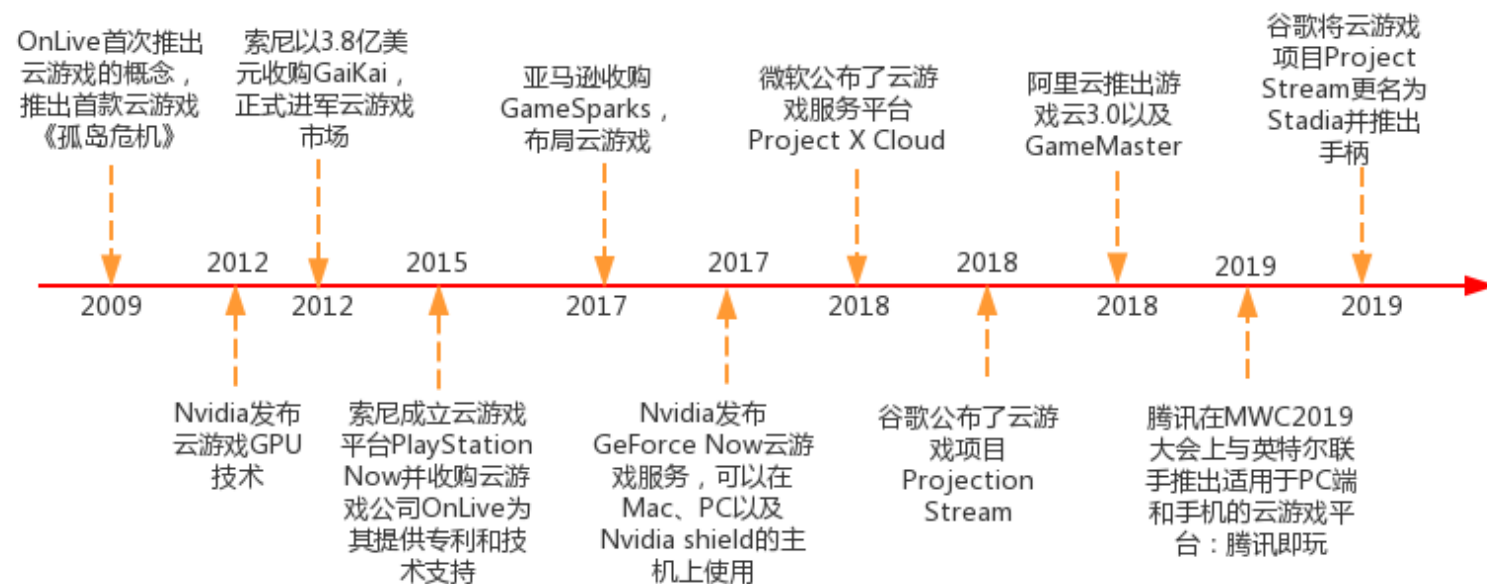 OnLive首次推出
云游戏的概念，
推出首款云游戏
《孤岛危机》
索尼以3.8亿美
元收购GaiKai，
正式进军云游戏
市场
亚马逊收购
GameSparks，
布局云游戏
微软公布了云游
戏服务平台
Project X Cloud
阿里云推出游
戏云3.0以及
GameMaster
谷歌将云游戏
项目Project
Stream更名为
Stadia并推出
手柄
2012
2015
2017
2018
2019
2009
2012
2017
2018
2018
2019
Nvidia发布
云游戏GPU
技术
索尼成立云游戏
平台PlayStation
Now并收购云游
戏公司OnLive为
其提供专利和技
术支持
Nvidia发布
GeForce Now云游
戏服务，可以在
Mac、PC以及
Nvidia shield的主
机上使用
谷歌公布了云游
戏项目
Projection
Stream
腾讯在MWC2019
大会上与英特尔联
手推出适用于PC端
和手机的云游戏平
台：腾讯即玩